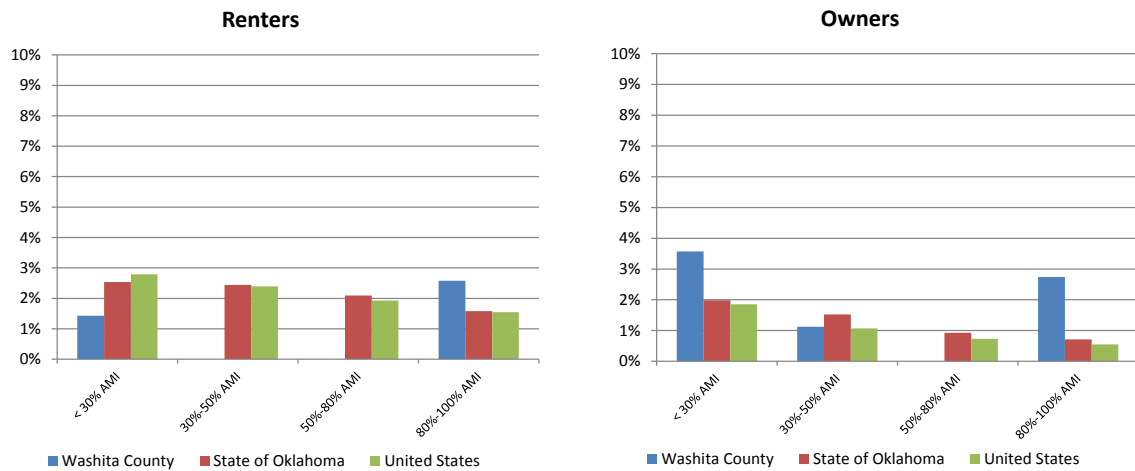 Renters
10%
9%
8%
7%
6%
5%
4%
3%
2%
1%
0%
< 30% AMI
30%-50% AMI
50%-80% AMI
80%-100% AMI
Washita County State of Oklahoma United States
Owners
10%
9%
8%
7%
6%
5%
4%
3%
2%
1%
0%
< 30% AMI
30%-50% AMI
50%-80% AMI
80%-100% AMI
Washita County State of Oklahoma United States